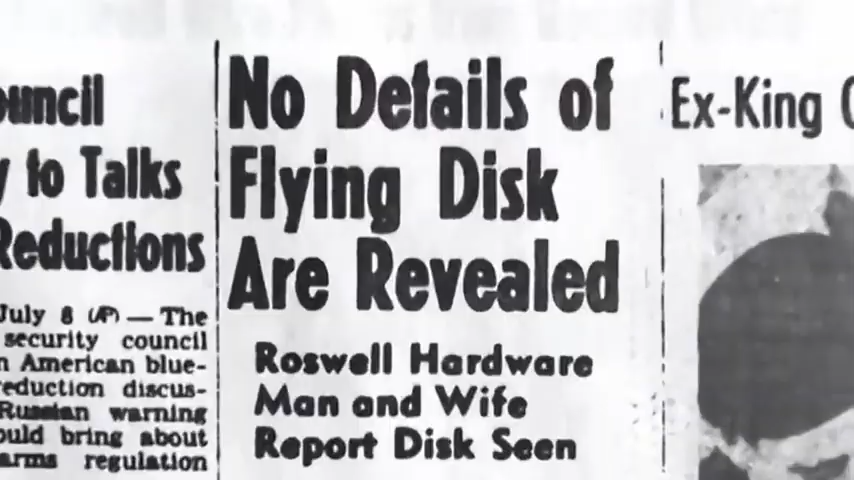 ouncil
to Talks
Reductions
July 8 (AP) — The
security council
American blue-
eduction discus-
Russian warning
ould bring about
arms regulation
No Details of
Flying Disk
Are Revealed
Roswell Hardware
Man and Wife
Report Disk Seen
Ex-King